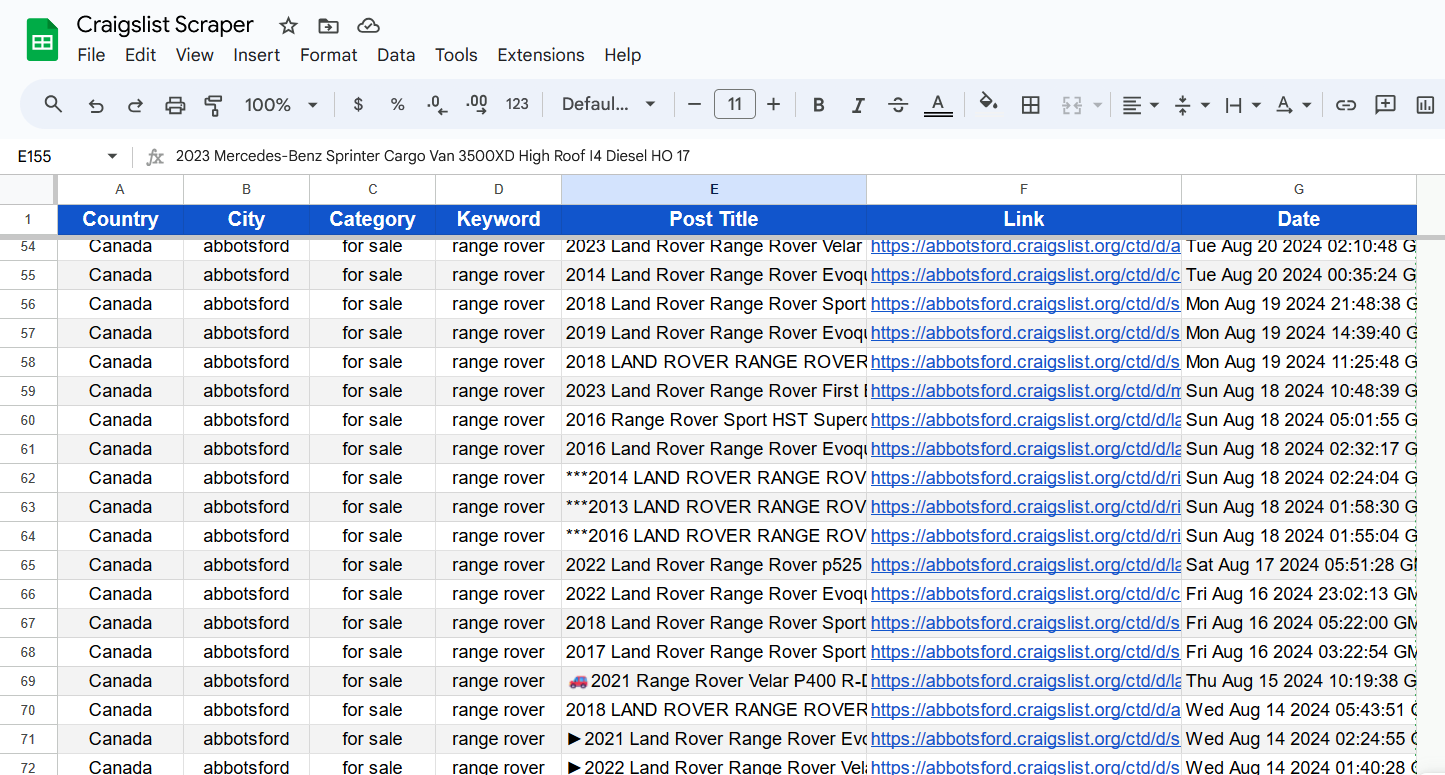 Craigslist Scraper
File Edit View Insert Format Data Tools Extensions Help
100% $ % .0 .00 123 Defaul... 11 B I A A
E155 fx 2023 Mercedes-Benz Sprinter Cargo Van 3500XD High Roof I4 Diesel HO 17
A B C D E F G
1 Country City Category Keyword Post Title Link Date
54 Canada abbotsford for sale range rover 2023 Land Rover Range Rover Velar https://abbotsford.craigslist.org/ctd/d/a Tue Aug 20 2024 02:10:48 G
55 Canada abbotsford for sale range rover 2014 Land Rover Range Rover Evoqu https://abbotsford.craigslist.org/ctd/d/c Tue Aug 20 2024 00:35:24 G
56 Canada abbotsford for sale range rover 2018 Land Rover Range Rover Sport https://abbotsford.craigslist.org/ctd/d/s Mon Aug 19 2024 21:48:38 G
57 Canada abbotsford for sale range rover 2019 Land Rover Range Rover Evoqu https://abbotsford.craigslist.org/ctd/d/s Mon Aug 19 2024 14:39:40 G
58 Canada abbotsford for sale range rover 2018 LAND ROVER RANGE ROVER https://abbotsford.craigslist.org/ctd/d/s Mon Aug 19 2024 11:25:48 G
59 Canada abbotsford for sale range rover 2023 Land Rover Range Rover First E https://abbotsford.craigslist.org/ctd/d/m Sun Aug 18 2024 10:48:39 G
60 Canada abbotsford for sale range rover 2016 Range Rover Sport HST Superc https://abbotsford.craigslist.org/ctd/d/la Sun Aug 18 2024 05:01:55 G
61 Canada abbotsford for sale range rover 2016 Land Rover Range Rover Evoqu https://abbotsford.craigslist.org/ctd/d/la Sun Aug 18 2024 02:32:17 G
62 Canada abbotsford for sale range rover ***2014 LAND ROVER RANGE ROV https://abbotsford.craigslist.org/ctd/d/ri Sun Aug 18 2024 02:24:04 G
63 Canada abbotsford for sale range rover ***2013 LAND ROVER RANGE ROV https://abbotsford.craigslist.org/ctd/d/ri Sun Aug 18 2024 01:58:30 G
64 Canada abbotsford for sale range rover ***2016 LAND ROVER RANGE ROV https://abbotsford.craigslist.org/ctd/d/ri Sun Aug 18 2024 01:55:04 G
65 Canada abbotsford for sale range rover 2022 Land Rover Range Rover p525 https://abbotsford.craigslist.org/ctd/d/la Sat Aug 17 2024 05:51:28 GM
66 Canada abbotsford for sale range rover 2022 Land Rover Range Rover Evoqu https://abbotsford.craigslist.org/ctd/d/c Fri Aug 16 2024 23:02:13 GM
67 Canada abbotsford for sale range rover 2018 Land Rover Range Rover Sport https://abbotsford.craigslist.org/ctd/d/s Fri Aug 16 2024 05:22:00 GM
68 Canada abbotsford for sale range rover 2017 Land Rover Range Rover Sport https://abbotsford.craigslist.org/ctd/d/s Fri Aug 16 2024 03:22:54 GM
69 Canada abbotsford for sale range rover 🚙2021 Range Rover Velar P400 R-D https://abbotsford.craigslist.org/ctd/d/la Thu Aug 15 2024 10:19:38 G
70 Canada abbotsford for sale range rover 2018 LAND ROVER RANGE ROVER https://abbotsford.craigslist.org/ctd/d/a Wed Aug 14 2024 05:43:51 G
71 Canada abbotsford for sale range rover ►2021 Land Rover Range Rover Evo https://abbotsford.craigslist.org/ctd/d/s Wed Aug 14 2024 02:24:55 G
72 Canada abbotsford for sale range rover ►2022 Land Rover Range Rover Vela https://abbotsford.craigslist.org/ctd/d/s Wed Aug 14 2024 01:40:28 G